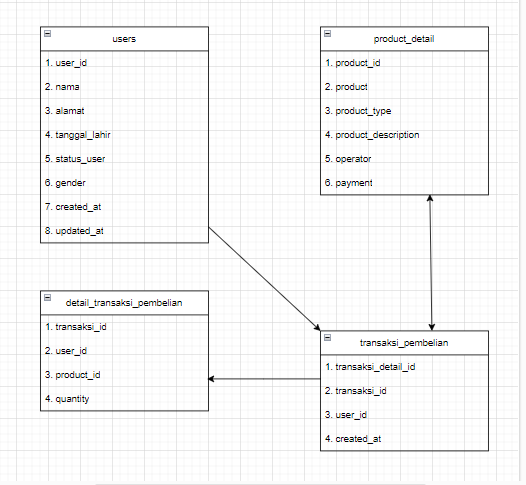 users
1. user_id
2. nama
3. alamat
4. tanggal_lahir
5. status_user
6. gender
7. created_at
8. updated_at
product_detail
1. product_id
2. product
3. product_type
4. product_description
5. operator
6. payment
detail_transaksi_pembelian
1. transaksi_id
2. user_id
3. product_id
4. quantity
transaksi_pembelian
1. transaksi_detail_id
2. transaksi_id
3. user_id
4. created_at